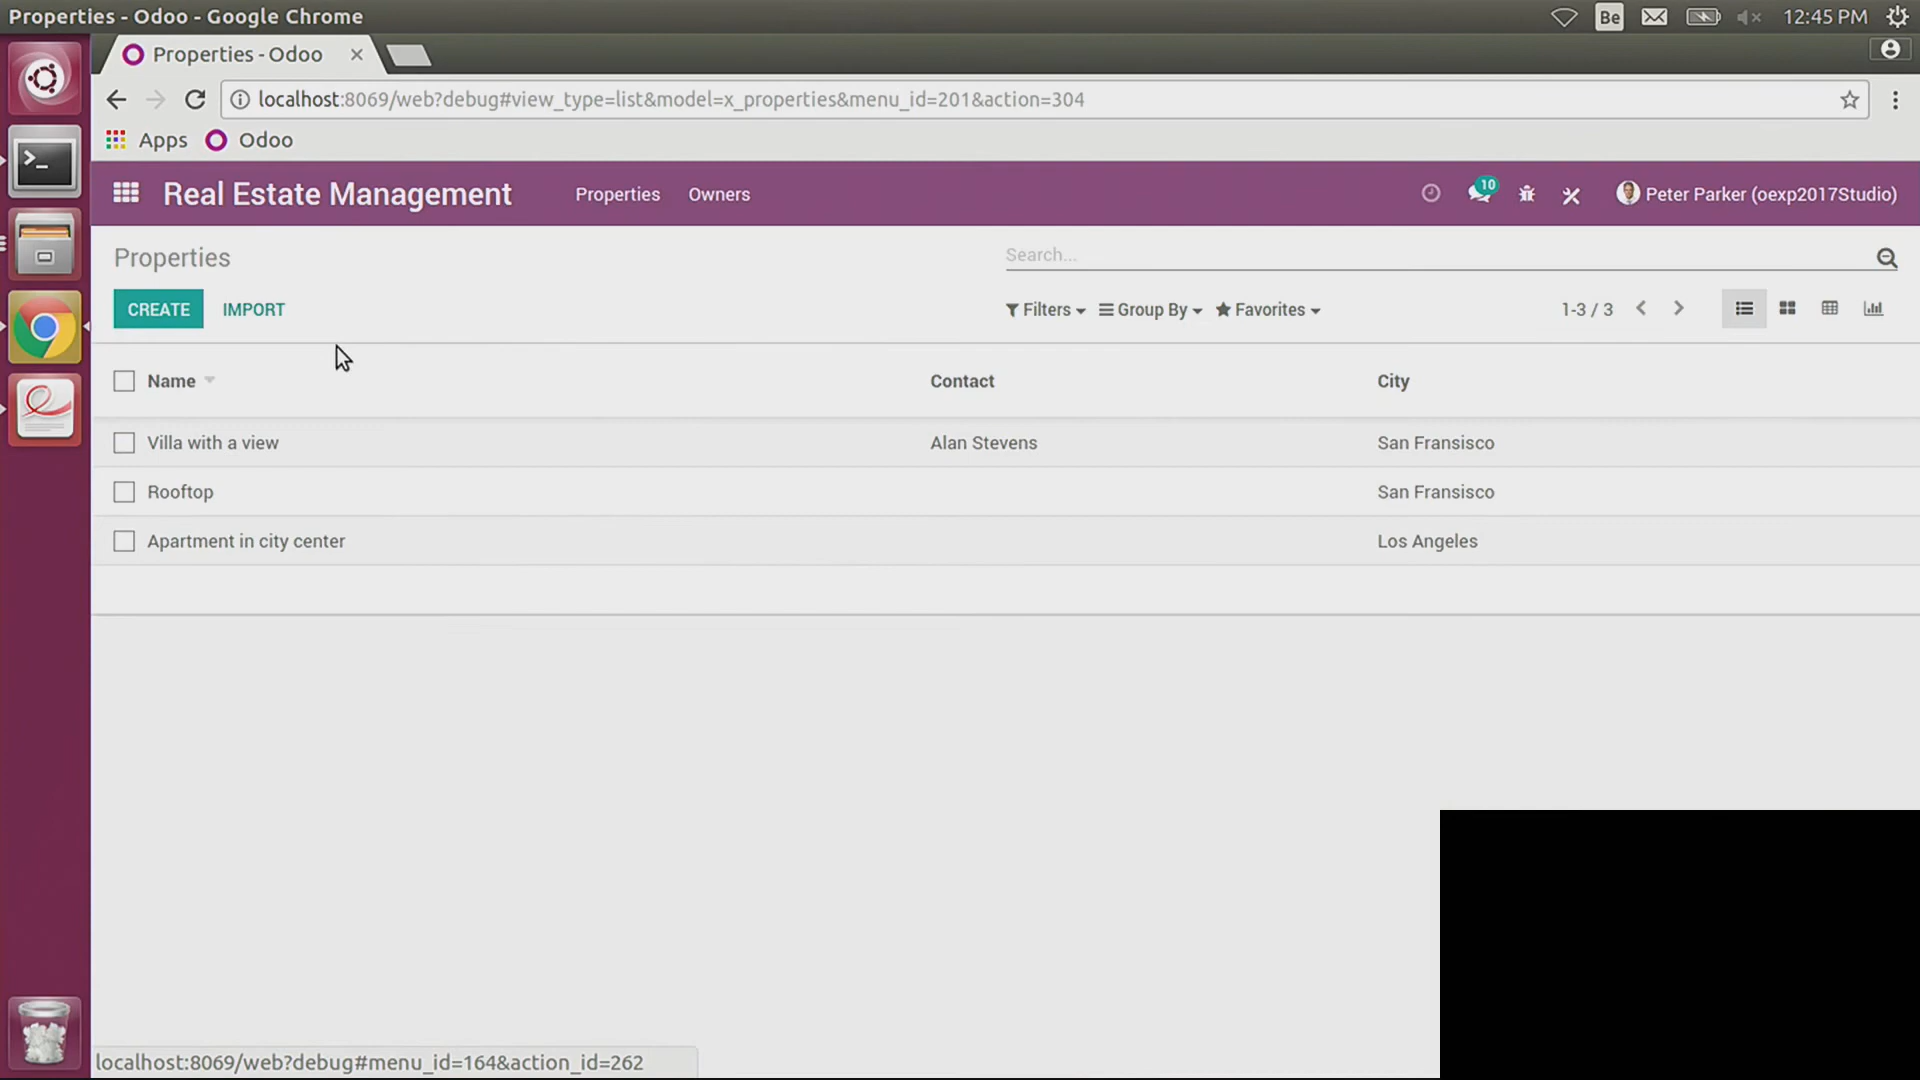 Properties - Odoo - Google Chrome
Be
12:45 PM
Properties - Odoo
localhost:8069/web?debug#view_type=list&model=x_properties&menu_id=201&action=304
Apps Odoo
Real Estate Management Properties Owners 10 Peter Parker (oexp2017Studio)
Properties Search...
CREATE IMPORT Filters Group By Favorites 1-3 / 3
Name Contact City
Villa with a view Alan Stevens San Fransisco
Rooftop San Fransisco
Apartment in city center Los Angeles
localhost:8069/web?debug#menu_id=164&action_id=262